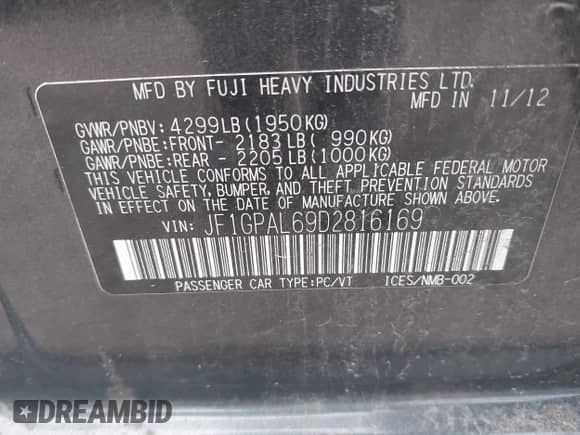 MFD BY FUJI HEAVY INDUSTRIES LTD.
MFD IN 11/12
GVWR/PNBV: 4299LB(1950KG)
GAWR/PNBE:FRONT- 2183LB( 990KG)
GAWR/PNBE:REAR - 2205LB(1000KG)
THIS VEHICLE CONFORMS TO ALL APPLICABLE FEDERAL MOTOR
VEHICLE SAFETY, BUMPER, AND THEFT PREVENTION STANDARDS
IN EFFECT ON THE DATE OF MANUFACTURE SHOWN ABOVE.
VIN: JF1GPAL69D2816169
PASSENGER CAR TYPE:PC/VT ICES/NMB-002
DREAMBID